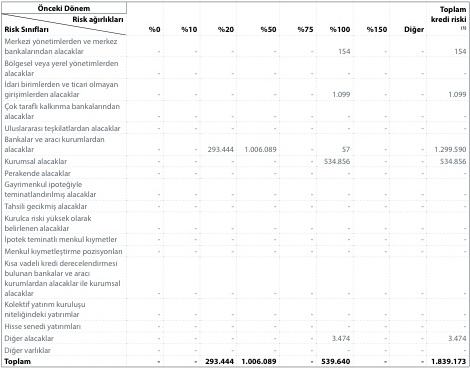 Önceki Dönem
Risk ağırlıkları
Risk Sınıfları %0 %10 %20 %50 %75 %100 %150 Diğer Toplam kredi riski (1)
Merkezi yönetimlerden ve merkez
bankalarından alacaklar - - - - - 154 - - 154
Bölgesel veya yerel yönetimlerden
alacaklar - - - - - - - - -
İdari birimlerden ve ticari olmayan
girişimlerden alacaklar - - - - - 1.099 - - 1.099
Çok taraflı kalkınma bankalarından
alacaklar - - - - - - - - -
Uluslararası teşkilatlardan alacaklar - - - - - - - - -
Bankalar ve aracı kurumlardan
alacaklar - - 293.444 1.006.089 - 57 - - 1.299.590
Kurumsal alacaklar - - - - - 534.856 - - 534.856
Perakende alacaklar - - - - - - - - -
Gayrimenkul ipoteğiyle
teminatlandırılmış alacaklar - - - - - - - - -
Tahsili gecikmiş alacaklar - - - - - - - - -
Kurulca riski yüksek olarak
belirlenen alacaklar - - - - - - - - -
İpotek teminatlı menkul kıymetler - - - - - - - - -
Menkul kıymetleştirme pozisyonları - - - - - - - - -
Kısa vadeli kredi derecelendirmesi
bulunan bankalar ve aracı
kurumlardan alacaklar ile kurumsal
alacaklar - - - - - - - - -
Kolektif yatırım kuruluşu
niteliğindeki yatırımlar - - - - - - - - -
Hisse senedi yatırımları - - - - - - - - -
Diğer alacaklar - - - - - 3.474 - - 3.474
Diğer varlıklar - - - - - - - - -
Toplam - - 293.444 1.006.089 - 539.640 - - 1.839.173